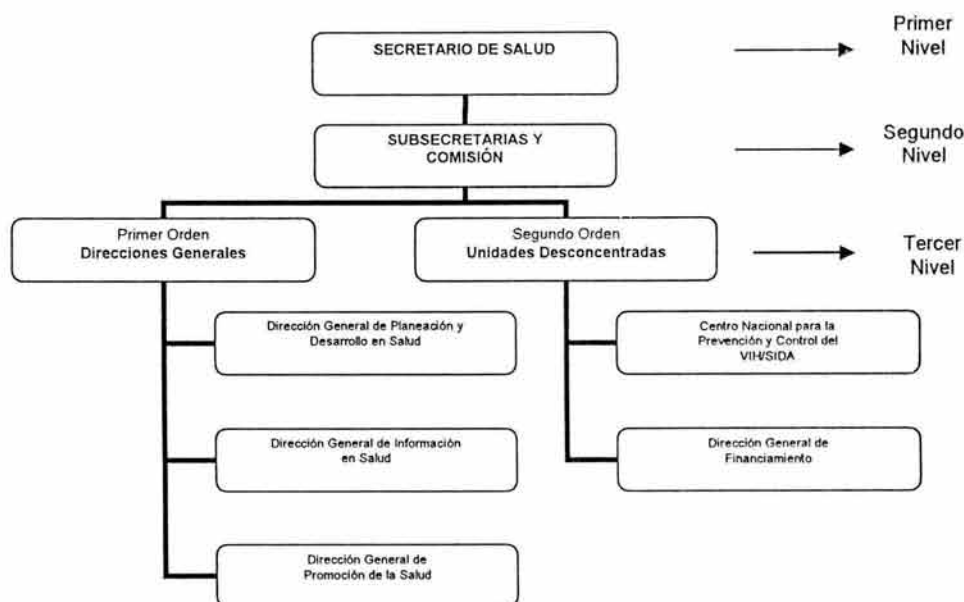 SECRETARIO DE SALUD
Primer
Nivel
SUBSECRETARIAS Y
COMISIÓN
Segundo
Nivel
Primer Orden
Direcciones Generales
Segundo Orden
Unidades Desconcentradas
Tercer
Nivel
Dirección General de Planeación y
Desarrollo en Salud
Centro Nacional para la
Prevención y Control del
VIH/SIDA
Dirección General de Información
en Salud
Dirección General de
Financiamiento
Dirección General de
Promoción de la Salud